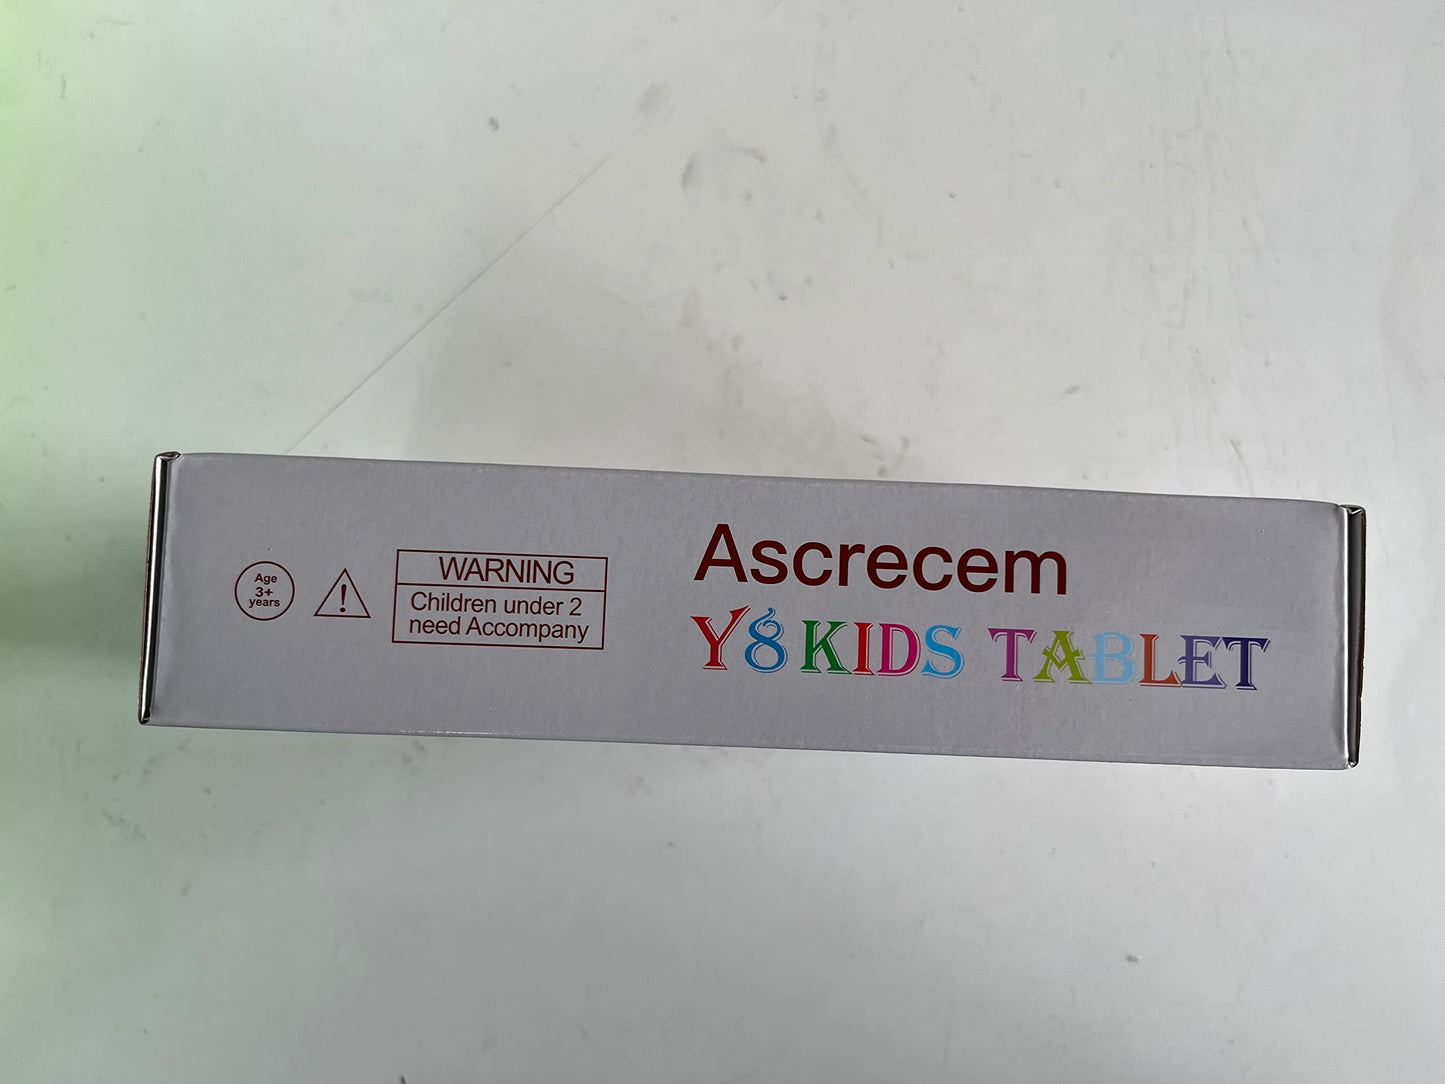 Age
3+
years
!
WARNING
Children under 2
need Accompany
Ascrecem
Y8 KIDS TABLET